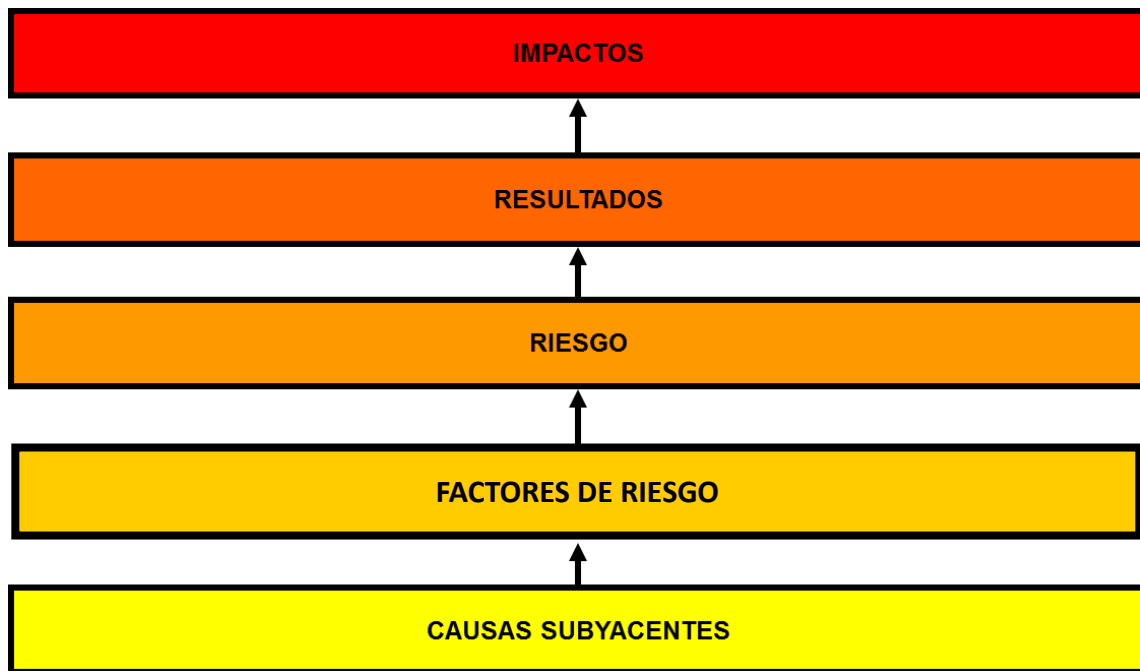 IMPACTOS
RESULTADOS
RIESGO
FACTORES DE RIESGO
CAUSAS SUBYACENTES